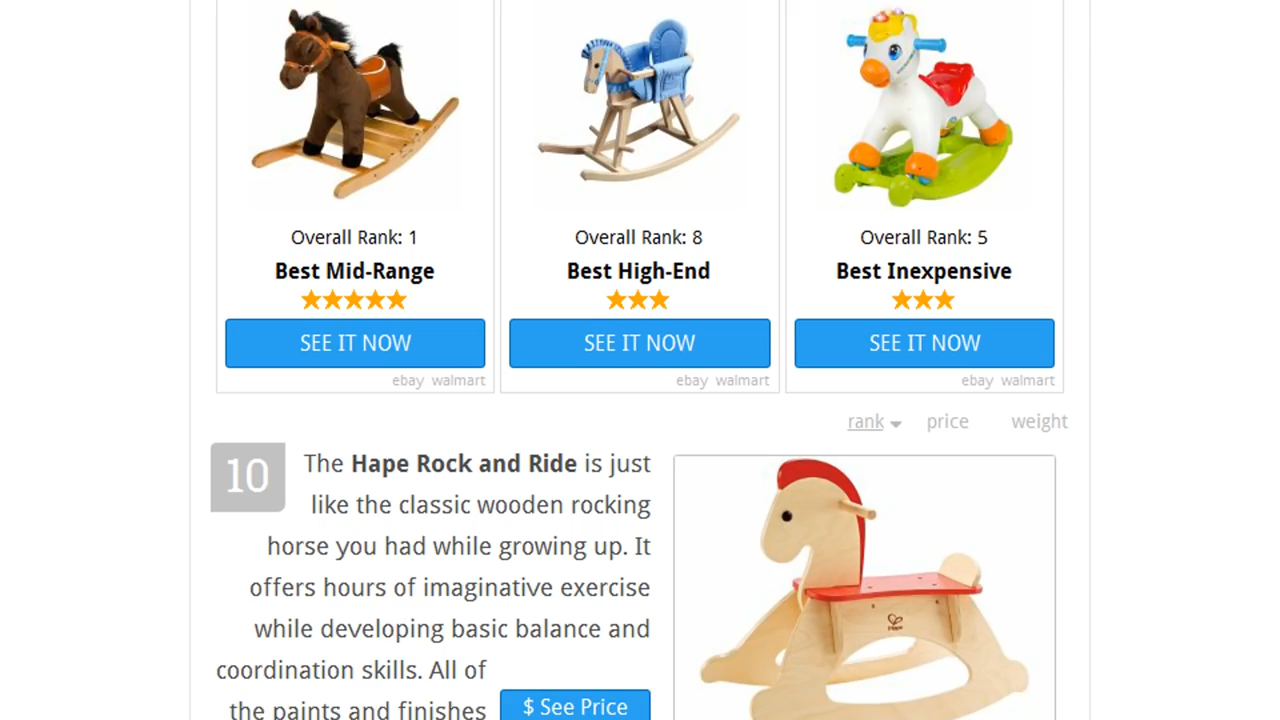 Overall Rank: 1
Best Mid-Range
SEE IT NOW
ebay walmart
Overall Rank: 8
Best High-End
SEE IT NOW
ebay walmart
Overall Rank: 5
Best Inexpensive
SEE IT NOW
ebay walmart
rank price weight
10
The Hape Rock and Ride is just
like the classic wooden rocking
horse you had while growing up. It
offers hours of imaginative exercise
while developing basic balance and
coordination skills. All of
the paints and finishes
$ See Price